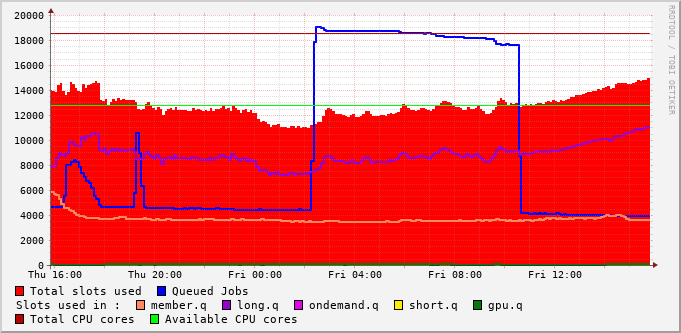 20000
18000
16000
14000
12000
10000
8000
6000
4000
2000
0
Thu 16:00 Thu 20:00 Fri 00:00 Fri 04:00 Fri 08:00 Fri 12:00
RRDTOOL / TOBI OETIKER
Total slots used Queued Jobs
Slots used in : member.q long.q ondemand.q short.q gpu.q
Total CPU cores Available CPU cores